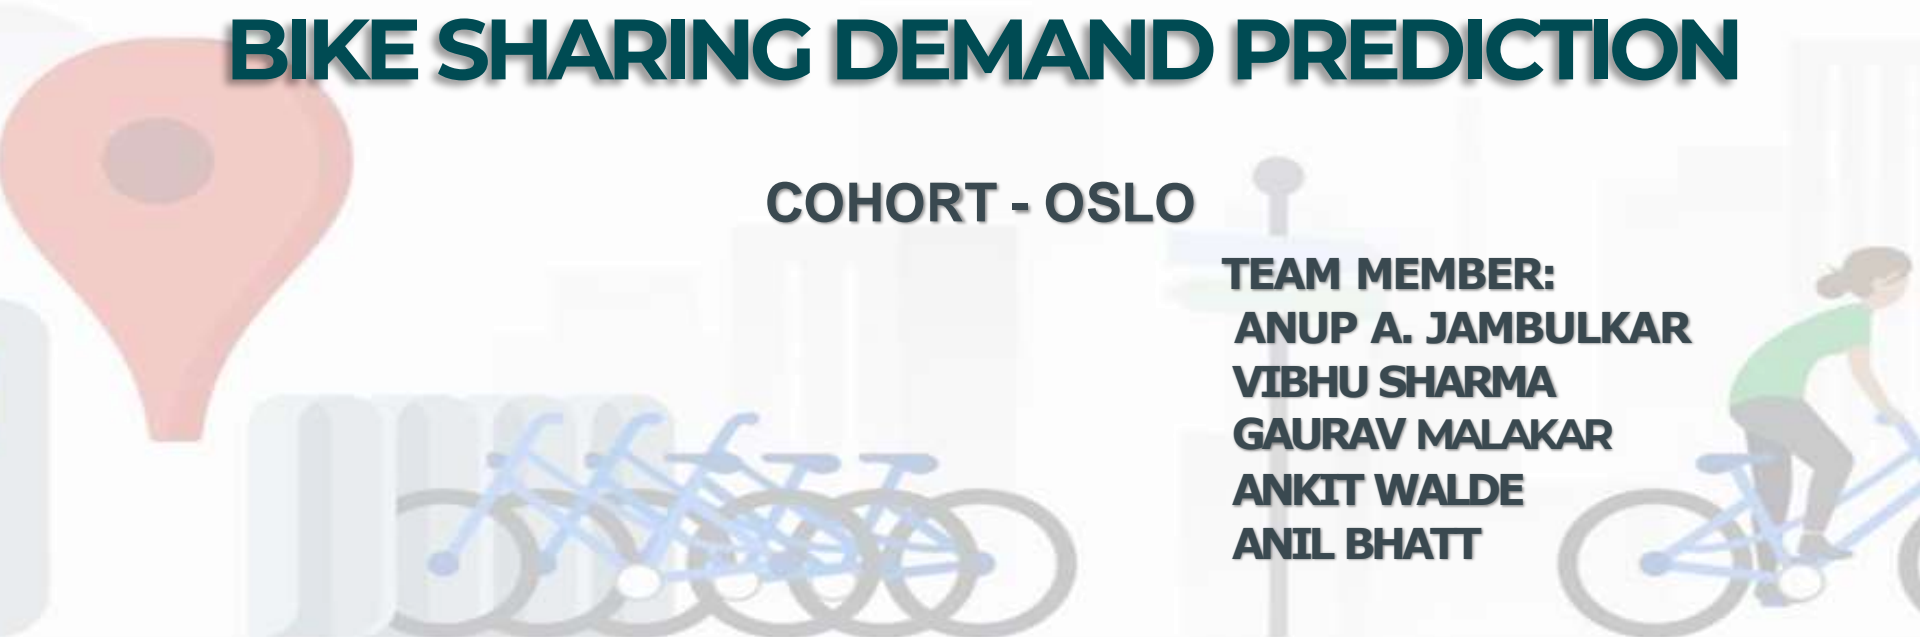 BIKE SHARING DEMAND PREDICTION
COHORT - OSLO
TEAM MEMBER:
ANUP A. JAMBULKAR
VIBHU SHARMA
GAURAV MALAKAR
ANKIT WALDE
ANIL BHATT